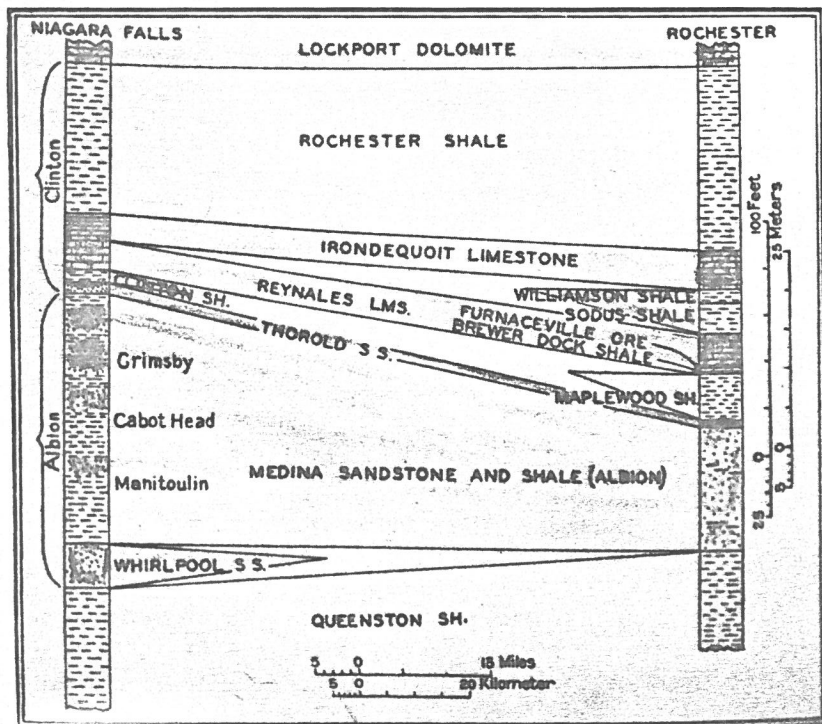 NIAGARA FALLS
LOCKPORT DOLOMITE
ROCHESTER
ROCHESTER SHALE
Clinton
IRONDEQUOIT LIMESTONE
WILLIAMSON SHALE
SODUS SHALE
REYNALES LMS.
FURNACEVILLE ORE
BREWER DOCK SHALE
SH.
THOROLD S.S.
MAPLEWOOD SH.
Grimsby
Cabot Head
Manitoulin
Albion
MEDINA SANDSTONE AND SHALE (ALBION)
WHIRLPOOL S S.
QUEENSTON SH.
100 Feet
25 Meters
0
0
25
5
5 0 15 Miles
5 0 20 Kilometer